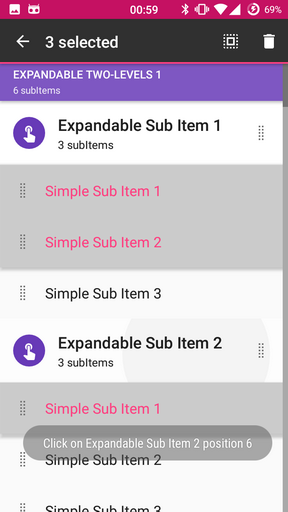 00:59
69%
3 selected
EXPANDABLE TWO-LEVELS 1
6 subItems
Expandable Sub Item 1
3 subItems
Simple Sub Item 1
Simple Sub Item 2
Simple Sub Item 3
Expandable Sub Item 2
3 subItems
Simple Sub Item 1
Click on Expandable Sub Item 2 position 6
Simple Sub Item 2
Simple Sub Item 3